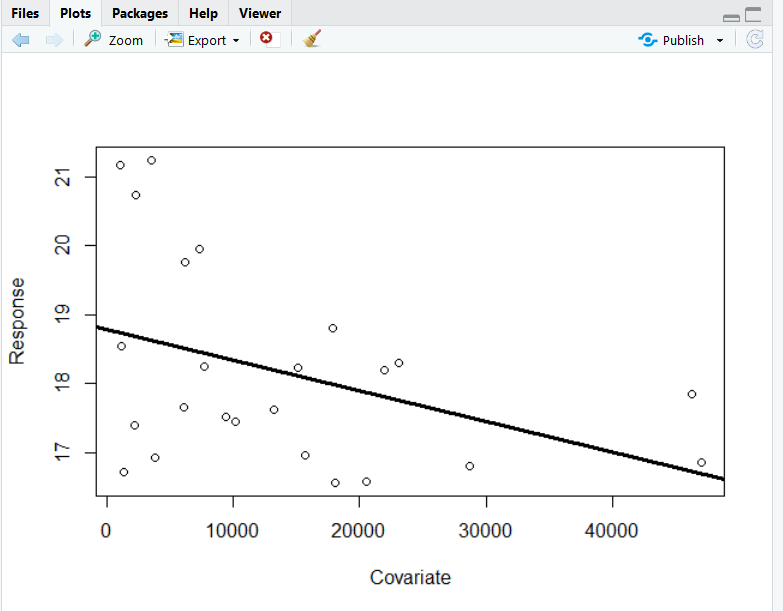 Files Plots Packages Help Viewer
Zoom Export Publish
21
20
19
18
17
Response
0 10000 20000 30000 40000
Covariate